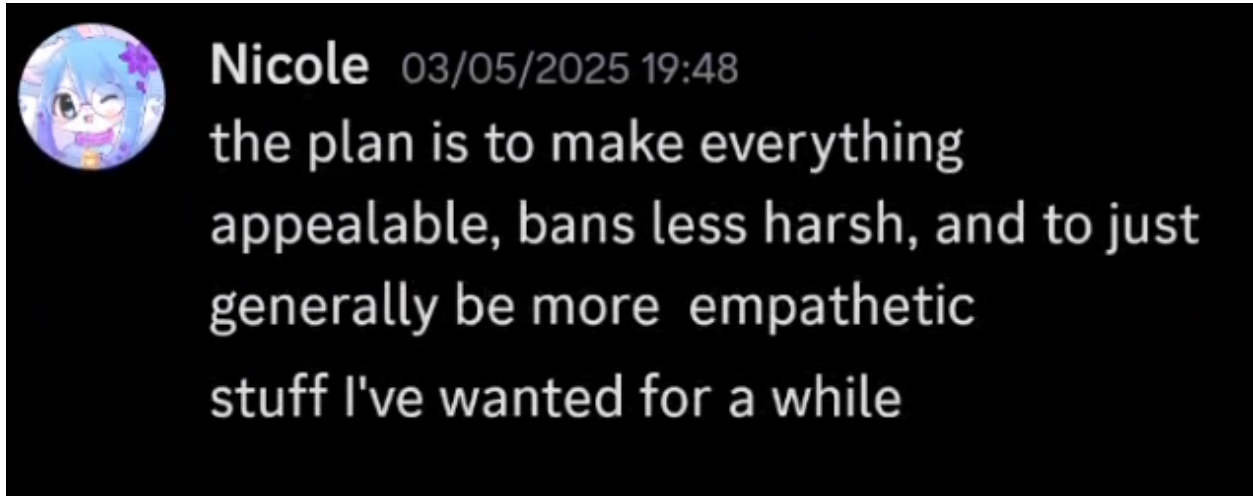 Nicole 03/05/2025 19:48
the plan is to make everything
appealable, bans less harsh, and to just
generally be more  empathetic
stuff I've wanted for a while